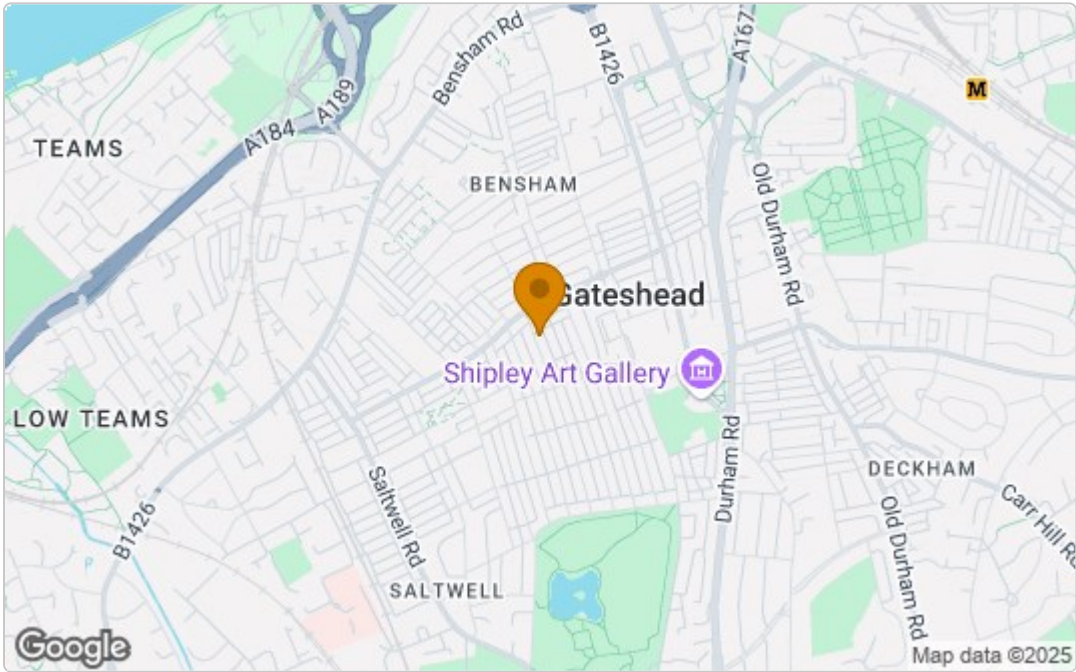 Bensham Rd
B1426
A167
M
A189
A184
TEAMS
BENSHAM
Old Durham Rd
Gateshead
Shipley Art Gallery
LOW TEAMS
Durham Rd
DECKHAM
Saltwell Rd
Carr Hill Rd
B1426
Old Durham Rd
SALTWELL
Google
Map data ©2025